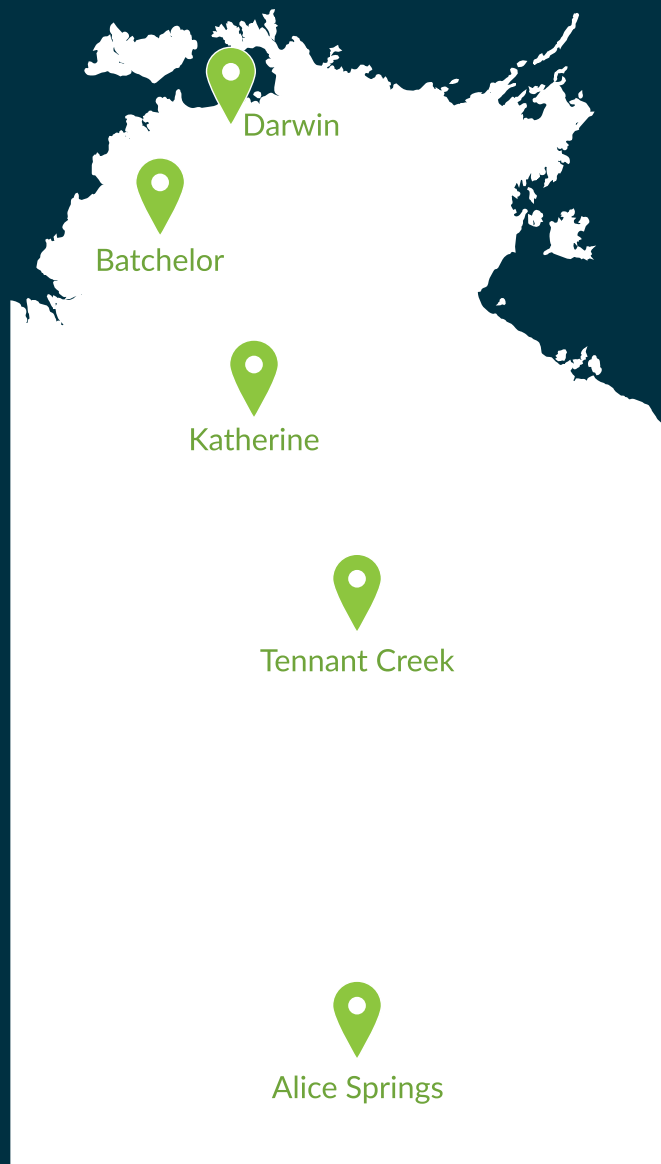 Darwin
Batchelor
Katherine
Tennant Creek
Alice Springs